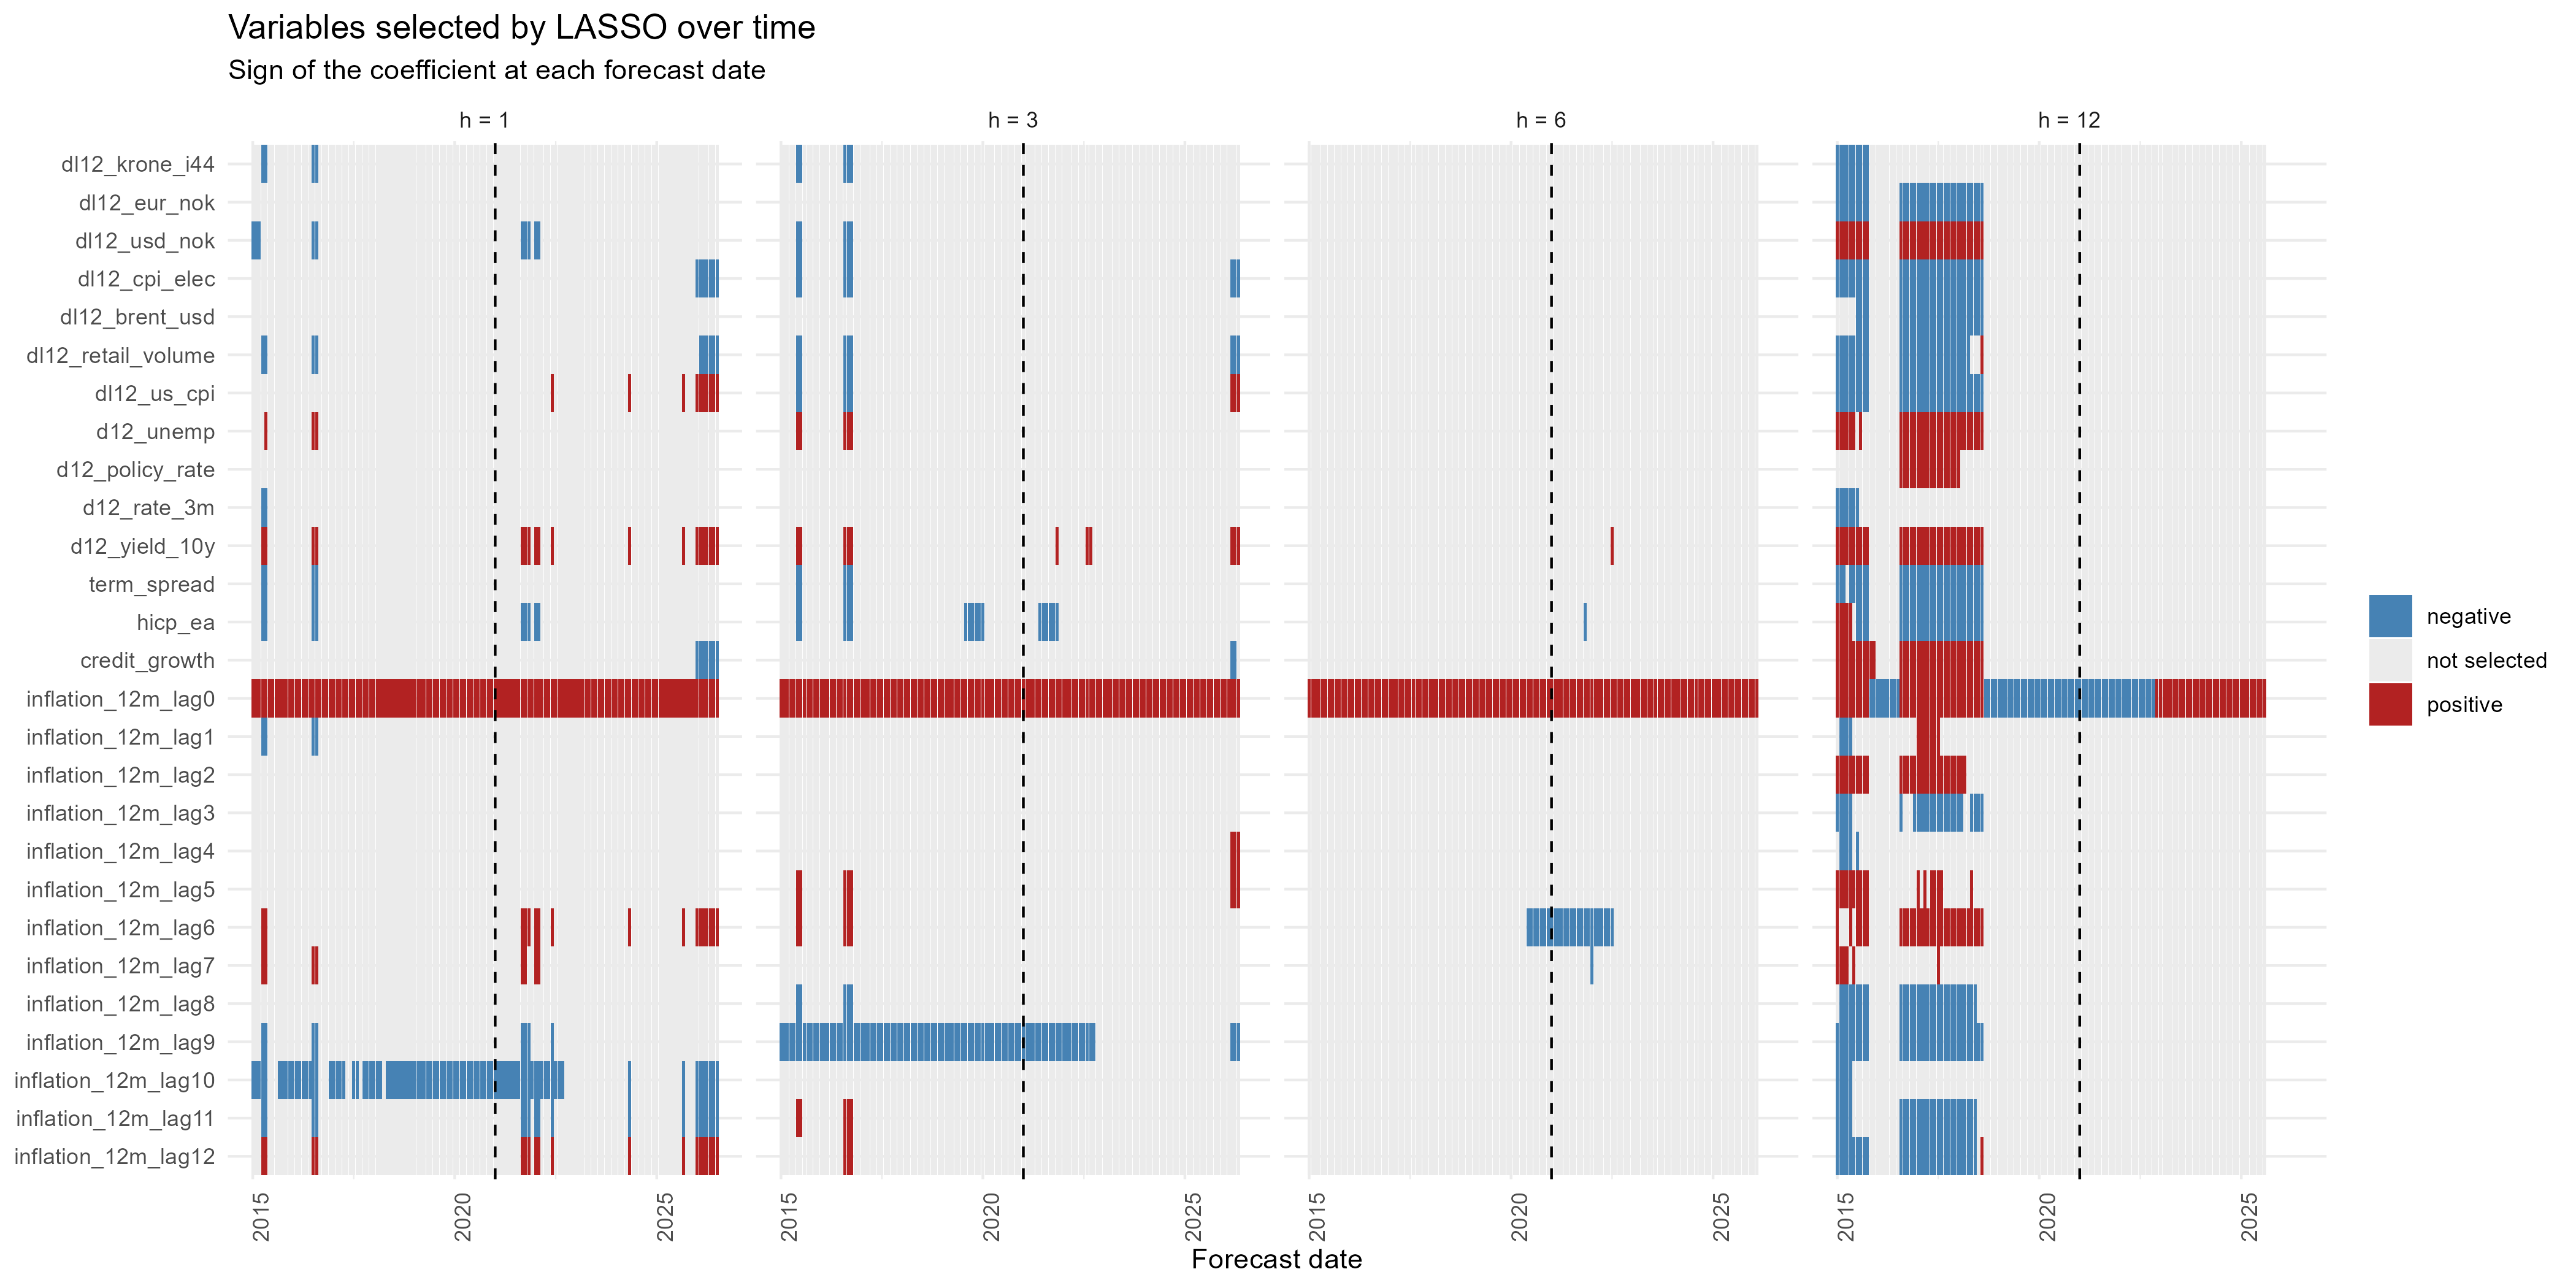 Variables selected by LASSO over time
Sign of the coefficient at each forecast date
h = 1 h = 3 h = 6 h = 12
dl12_krone_i44
dl12_eur_nok
dl12_usd_nok
dl12_cpi_elec
dl12_brent_usd
dl12_retail_volume
dl12_us_cpi
d12_unemp
d12_policy_rate
d12_rate_3m
d12_yield_10y
term_spread
hicp_ea
credit_growth
inflation_12m_lag0
inflation_12m_lag1
inflation_12m_lag2
inflation_12m_lag3
inflation_12m_lag4
inflation_12m_lag5
inflation_12m_lag6
inflation_12m_lag7
inflation_12m_lag8
inflation_12m_lag9
inflation_12m_lag10
inflation_12m_lag11
inflation_12m_lag12
2015 2020 2025 2015 2020 2025 2015 2020 2025 2015 2020 2025
Forecast date
negative
not selected
positive